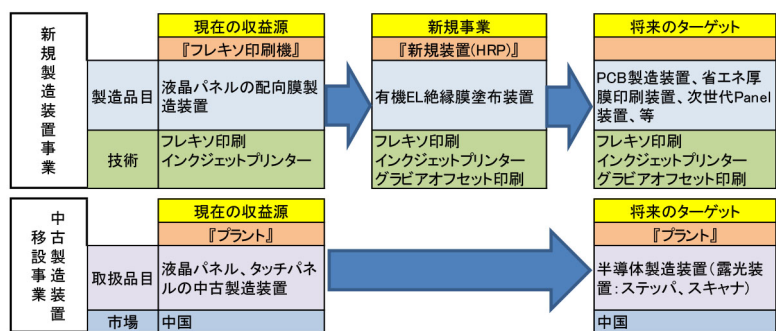 新規製造装置事業
現在の収益源
新規事業
将来のターゲット
『フレキソ印刷機』
『新規装置(HRP)』
製造品目
液晶パネルの配向膜製
造装置
有機EL絶縁膜塗布装置
PCB製造装置、省エネ厚
膜印刷装置、次世代Panel
装置、等
技術
フレキソ印刷
インクジェットプリンター
フレキソ印刷
インクジェットプリンター
グラビアオフセット印刷
フレキソ印刷
インクジェットプリンター
グラビアオフセット印刷
中古製造装置
移設事業
現在の収益源
将来のターゲット
『プラント』
『プラント』
取扱品目
液晶パネル、タッチパネ
ルの中古製造装置
半導体製造装置(露光装
置:ステッパ、スキャナ)
市場
中国
中国